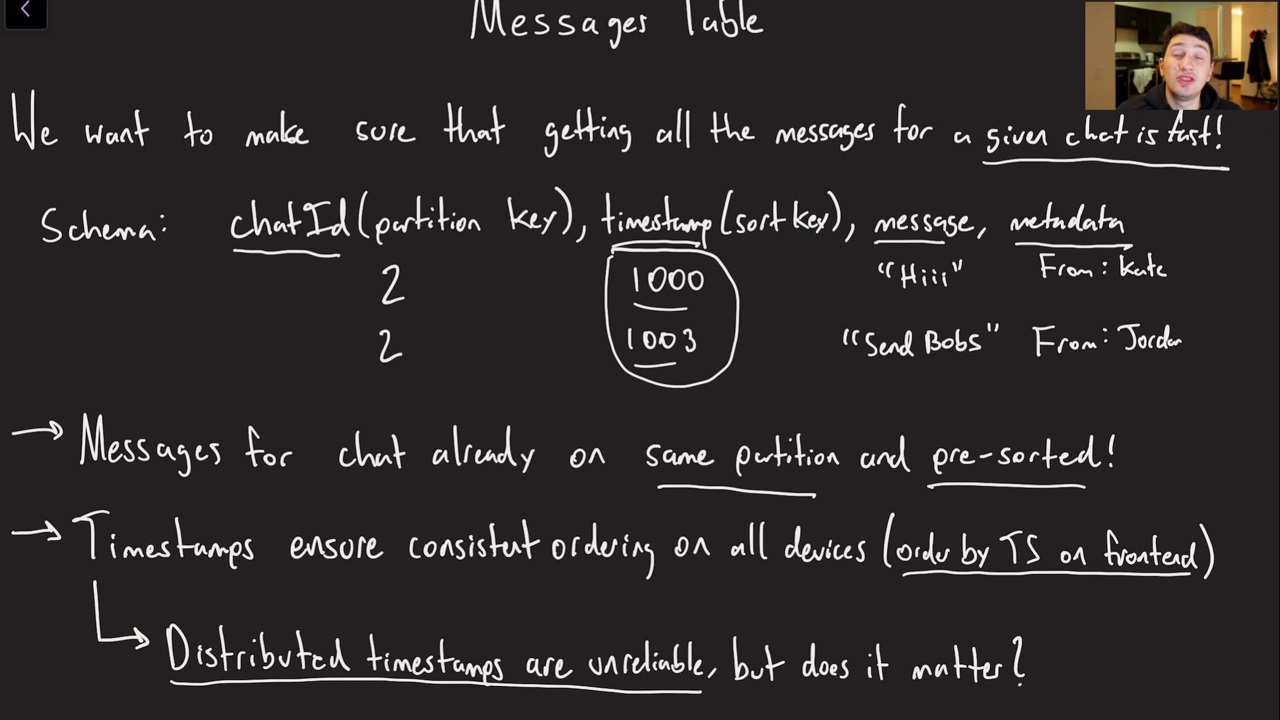 Messages Table
We want to make sure that getting all the messages for a given chat is fast!
Schema: chatId (partition key), timestamp (sort key), message, metadata
2 1000 "Hiii" From: Kate
2 1003 "Send Bobs" From: Jordan
→ Messages for chat already on same partition and pre-sorted!
→ Timestamps ensure consistent ordering on all devices (order by TS on frontend)
Distributed timestamps are unreliable, but does it matter?